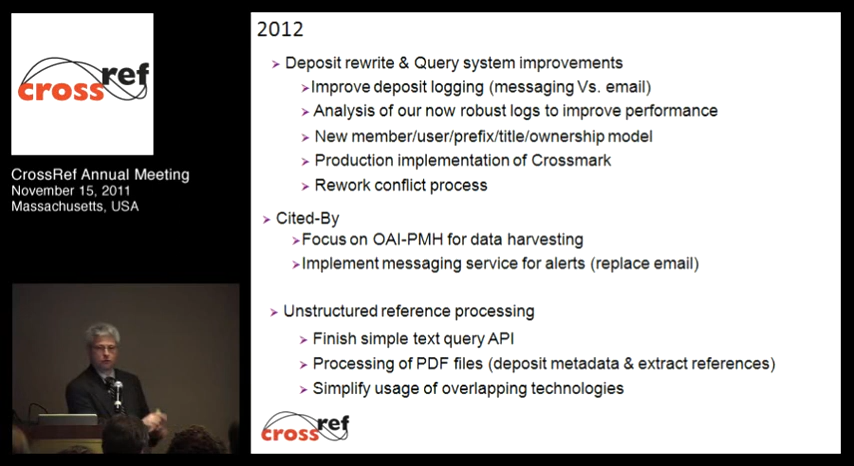 crossref
CrossRef Annual Meeting
November 15, 2011
Massachusetts, USA
2012
Deposit rewrite & Query system improvements
Improve deposit logging (messaging Vs. email)
Analysis of our now robust logs to improve performance
New member/user/prefix/title/ownership model
Production implementation of Crossmark
Rework conflict process
Cited-By
Focus on OAI-PMH for data harvesting
Implement messaging service for alerts (replace email)
Unstructured reference processing
Finish simple text query API
Processing of PDF files (deposit metadata & extract references)
Simplify usage of overlapping technologies
crossref